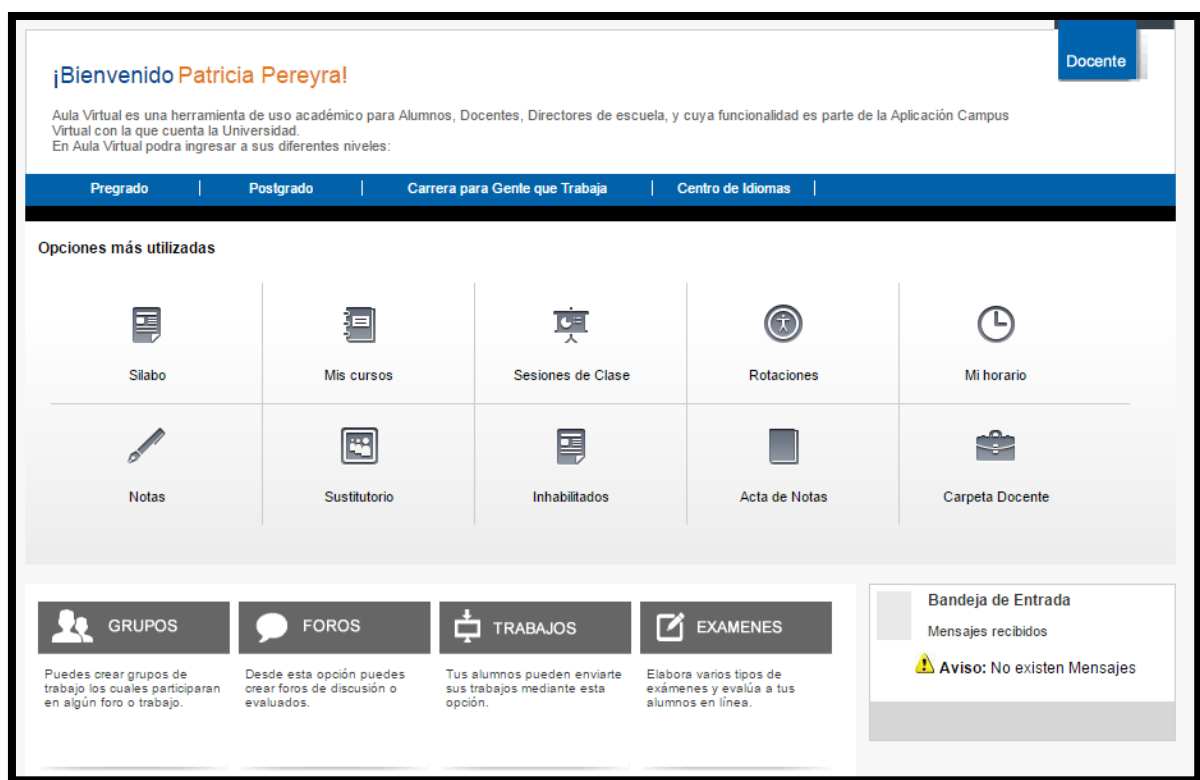 Docente
¡Bienvenido Patricia Pereyra!
Aula Virtual es una herramienta de uso académico para Alumnos, Docentes, Directores de escuela, y cuya funcionalidad es parte de la Aplicación Campus
Virtual con la que cuenta la Universidad.
En Aula Virtual podra ingresar a sus diferentes niveles:
Pregrado | Postgrado | Carrera para Gente que Trabaja | Centro de Idiomas |
Opciones más utilizadas
Silabo Mis cursos Sesiones de Clase Rotaciones Mi horario
Notas Sustitutorio Inhabilitados Acta de Notas Carpeta Docente
GRUPOS
Puedes crear grupos de
trabajo los cuales participaran
en algún foro o trabajo.
FOROS
Desde esta opción puedes
crear foros de discusión o
evaluados.
TRABAJOS
Tus alumnos pueden enviarte
sus trabajos mediante esta
opción.
EXAMENES
Elabora varios tipos de
exámenes y evalúa a tus
alumnos en línea.
Bandeja de Entrada
Mensajes recibidos
Aviso: No existen Mensajes